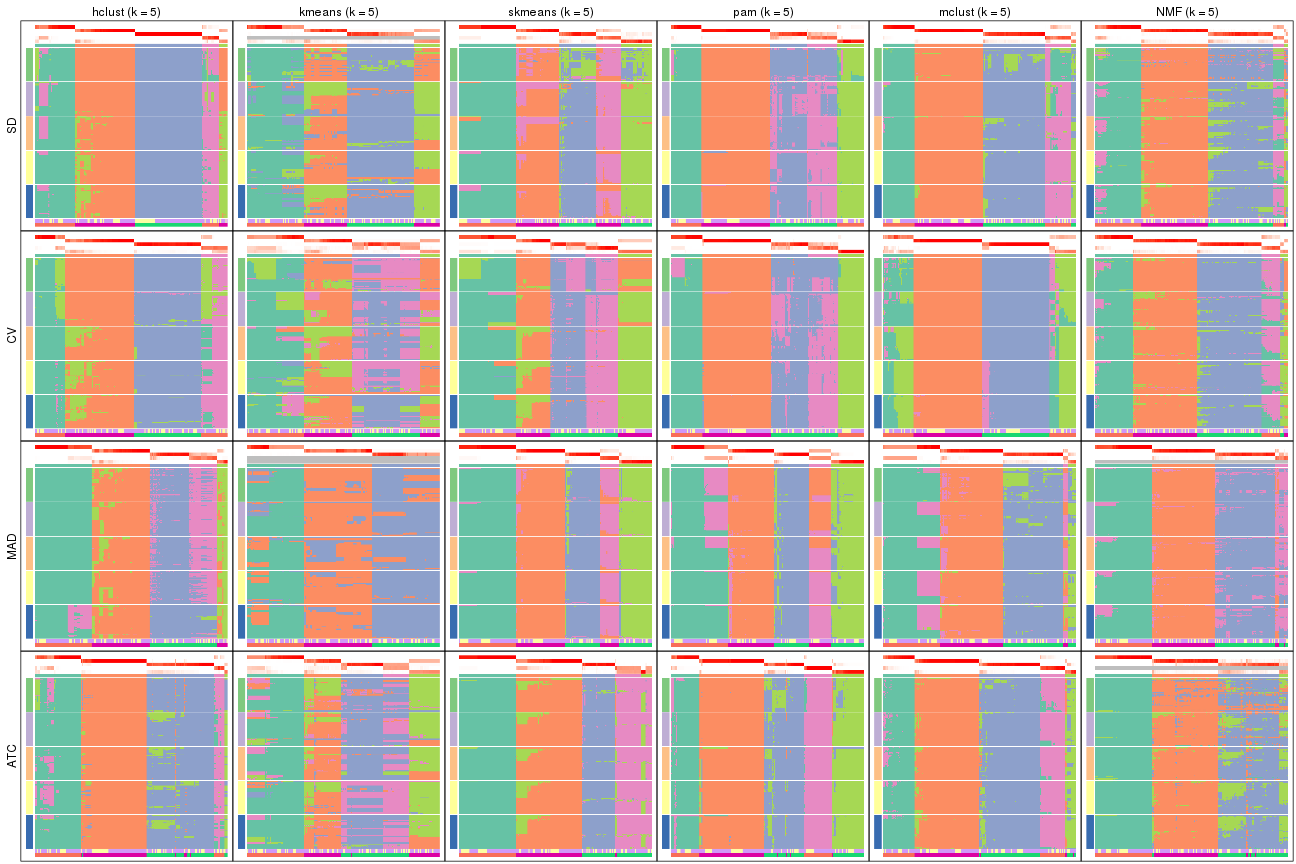 hclust (k = 5)
kmeans (k = 5)
skmeans (k = 5)
pam (k = 5)
mclust (k = 5)
NMF (k = 5)
SD
CV
MAD
ATC